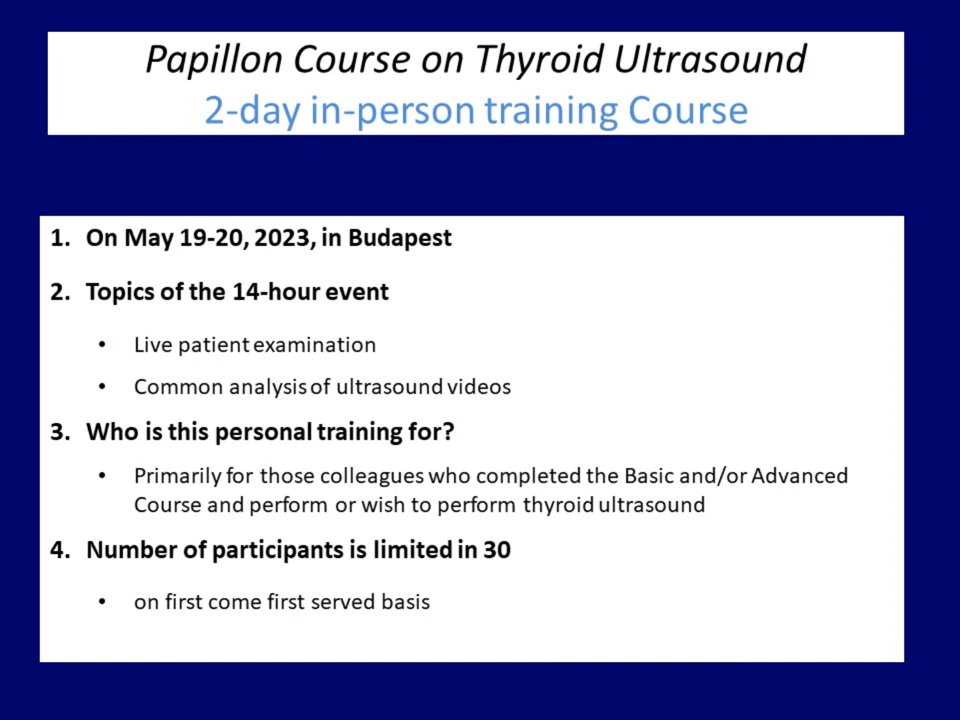 Papillon Course on Thyroid Ultrasound
2-day in-person training Course
1. On May 19-20, 2023, in Budapest
2. Topics of the 14-hour event
• Live patient examination
• Common analysis of ultrasound videos
3. Who is this personal training for?
• Primarily for those colleagues who completed the Basic and/or Advanced
Course and perform or wish to perform thyroid ultrasound
4. Number of participants is limited in 30
• on first come first served basis